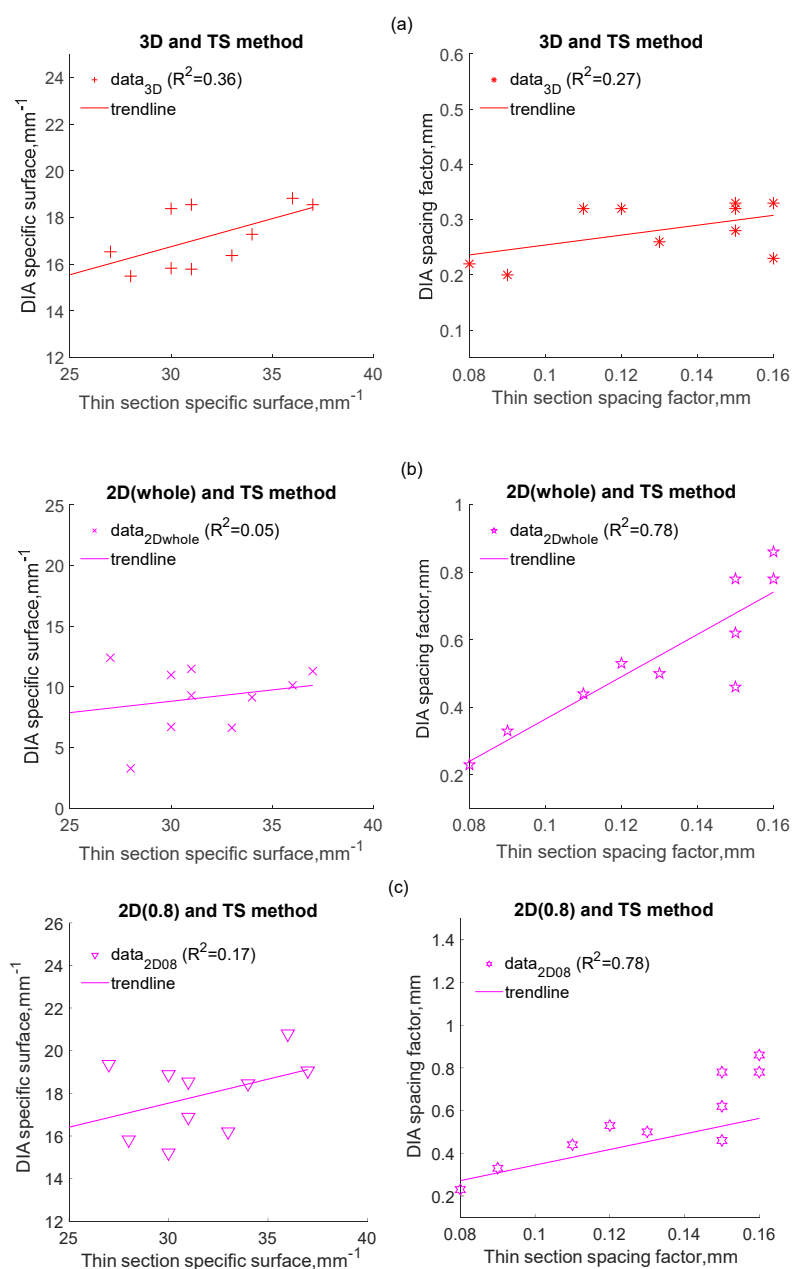 (a)
3D and TS method
24
22
20
18
16
14
12
25
30
35
40
DIA specific surface,mm-1
Thin section specific surface,mm-1
data3D (R2=0.36)
trendline
3D and TS method
0.6
0.5
0.4
0.3
0.2
0.1
0.08
0.1
0.12
0.14
0.16
DIA spacing factor,mm
Thin section spacing factor,mm
data3D (R2=0.27)
trendline
(b)
2D(whole) and TS method
25
20
15
10
5
0
25
30
35
40
DIA specific surface,mm-1
Thin section specific surface,mm-1
data2Dwhole (R2=0.05)
trendline
2D(whole) and TS method
1
0.8
0.6
0.4
0.2
0.08
0.1
0.12
0.14
0.16
DIA spacing factor,mm
Thin section spacing factor,mm
data2Dwhole (R2=0.78)
trendline
(c)
2D(0.8) and TS method
26
24
22
20
18
16
14
12
25
30
35
40
DIA specific surface,mm-1
Thin section specific surface,mm-1
data2D08 (R2=0.17)
trendline
2D(0.8) and TS method
1.4
1.2
1
0.8
0.6
0.4
0.2
0.08
0.1
0.12
0.14
0.16
DIA spacing factor,mm
Thin section spacing factor,mm
data2D08 (R2=0.78)
trendline